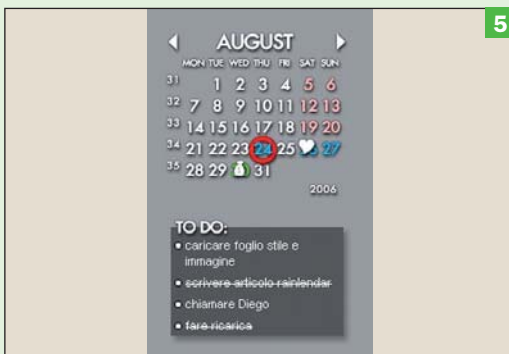 5
AUGUST
MON TUE WED THU FRI SAT SUN
31 1 2 3 4 5 6
32 7 8 9 10 11 12 13
33 14 15 16 17 18 19 20
34 21 22 23 24 25 27
35 28 29 31
2006
TO DO:
caricare foglio stile e
immagine
scrivere articolo rainlendar
chiamare Diego
fare ricarica